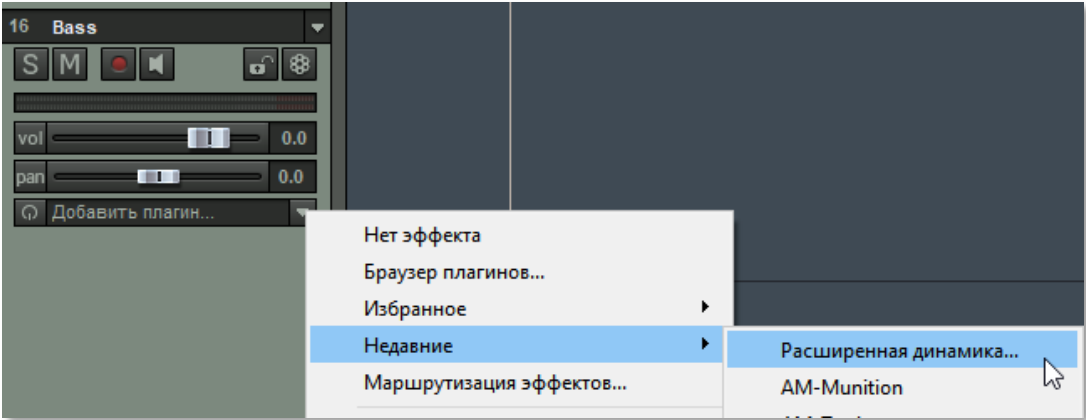 16 Bass
S M
vol 0.0
pan 0.0
Добавить плагин...
Нет эффекта
Браузер плагинов...
Избранное
Недавние
Маршрутизация эффектов...
Расширенная динамика...
AM-Munition